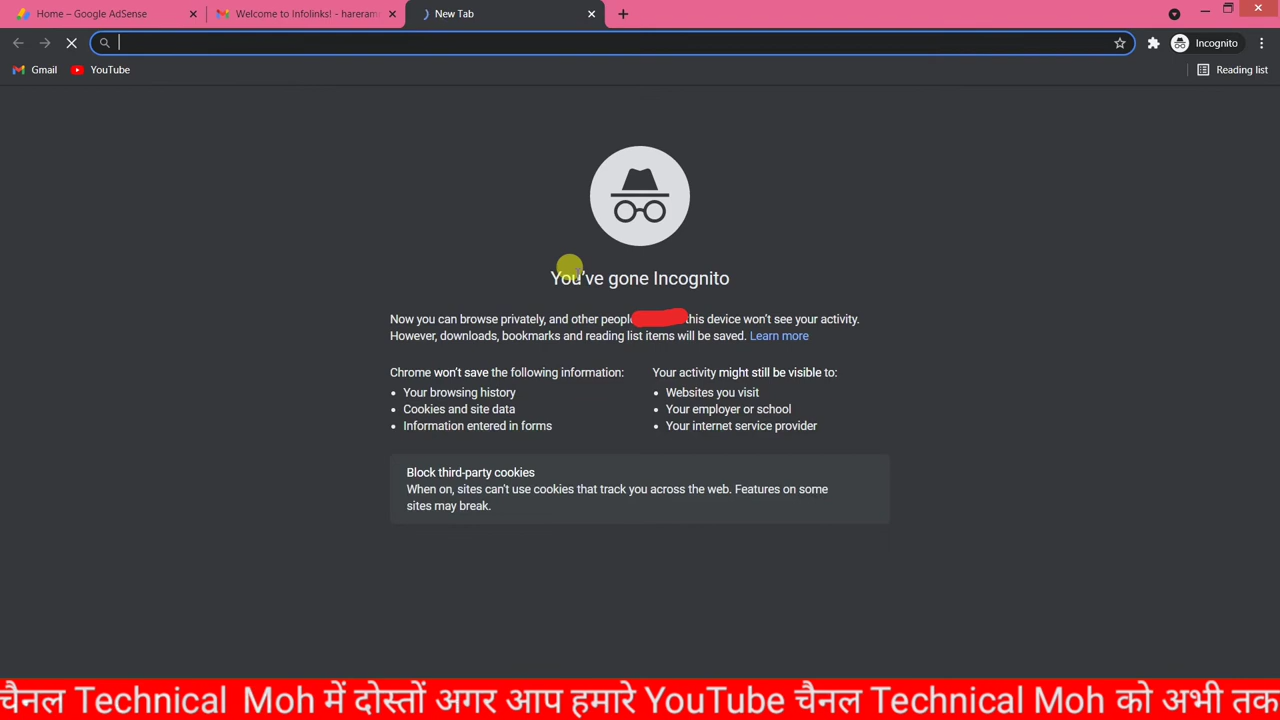 Home – Google AdSense
Welcome to Infolinks! - hareram
New Tab
Incognito
Gmail
YouTube
Reading list
You've gone Incognito
Now you can browse privately, and other people this device won't see your activity.
However, downloads, bookmarks and reading list items will be saved. Learn more
Chrome won't save the following information:
Your browsing history
Cookies and site data
Information entered in forms
Your activity might still be visible to:
Websites you visit
Your employer or school
Your internet service provider
Block third-party cookies
When on, sites can't use cookies that track you across the web. Features on some
sites may break.
चैनल Technical Moh में दोस्तों अगर आप हमारे YouTube चैनल Technical Moh को अभी तक